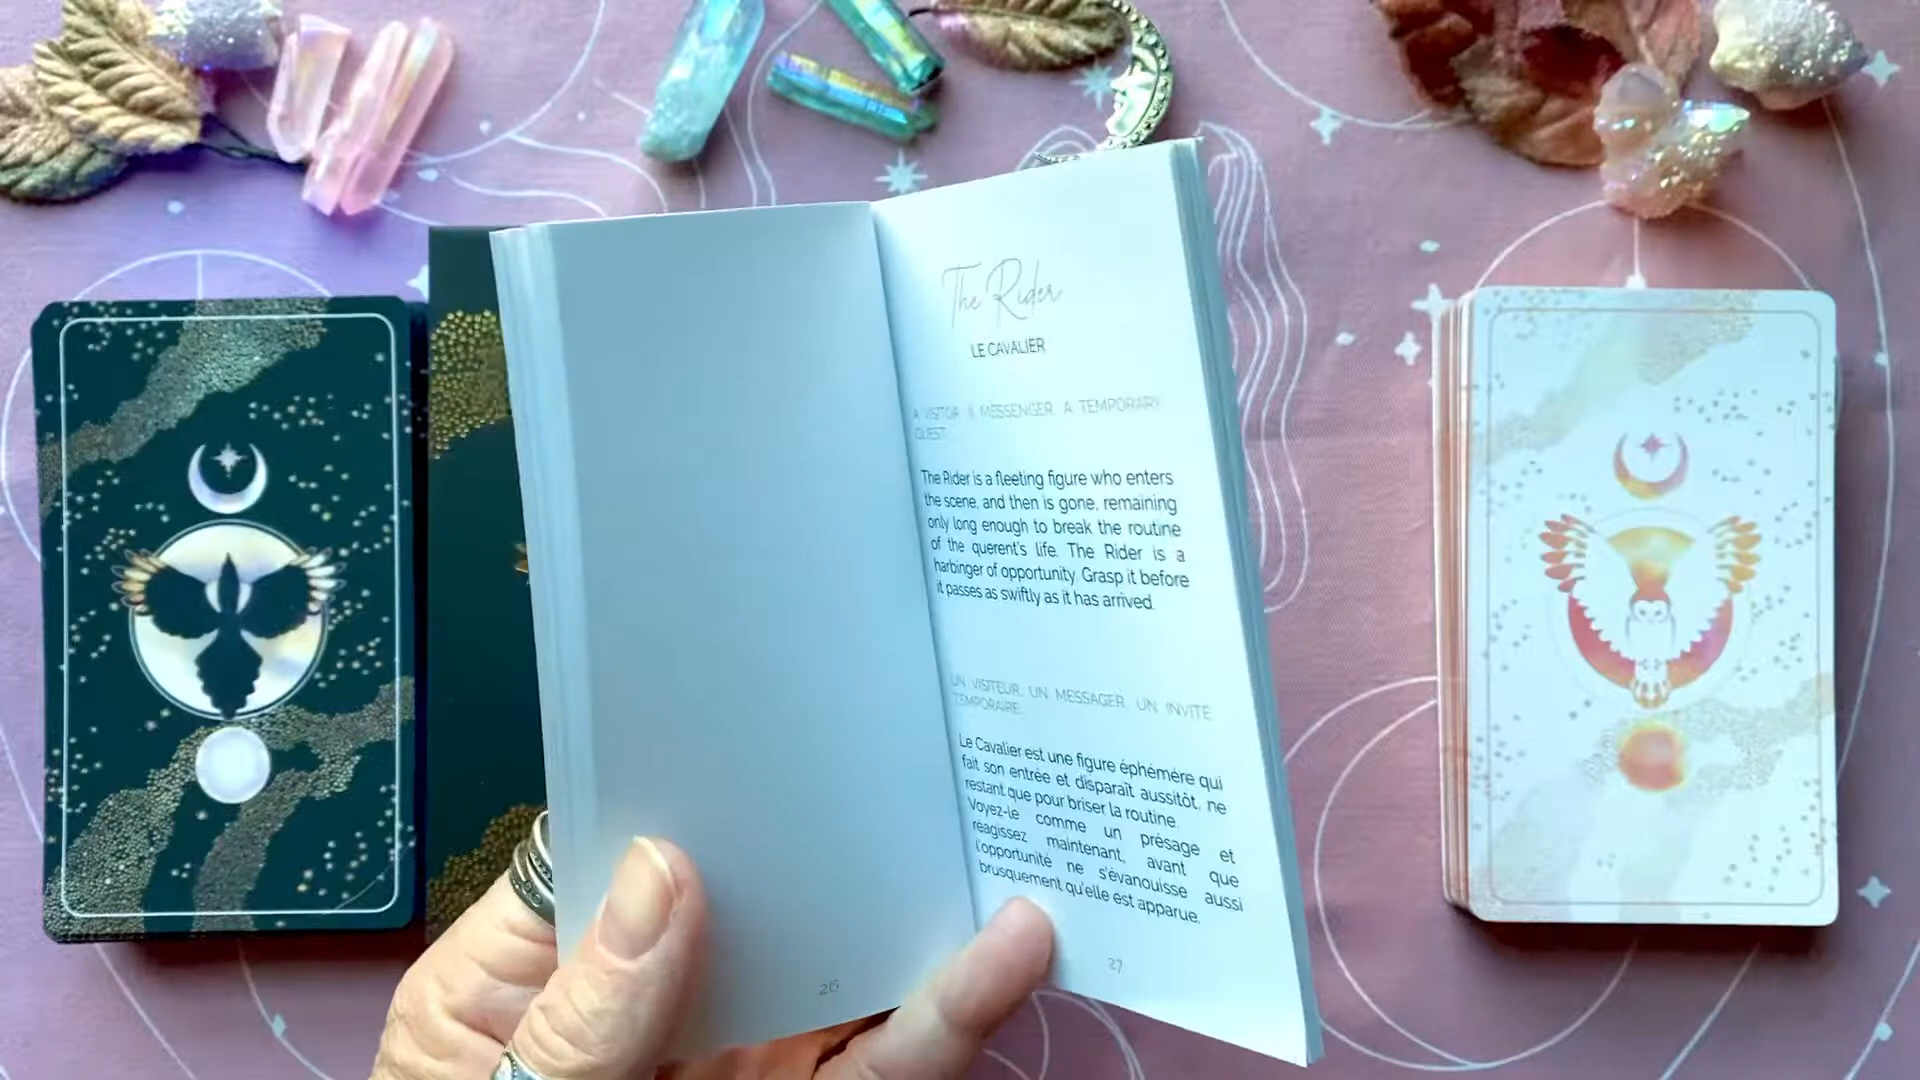 The Rider
LE CAVALIER
A VISITOR A MESSENGER A TEMPORARY
GUEST
The Rider is a fleeting figure who enters
the scene, and then is gone, remaining
only long enough to break the routine
of the querent's life. The Rider is a
harbinger of opportunity. Grasp it before
it passes as swiftly as it has arrived.
UN VISITEUR, UN MESSAGER, UN INVITE
TEMPORAIRE
Le Cavalier est une figure éphémère qui
fait son entrée et disparaît aussitôt, ne
restant que pour briser la routine.
Voyez-le comme un présage et
réagissez maintenant, avant que
l'opportunité ne s'évanouisse aussi
brusquement qu'elle est apparue.
26
27